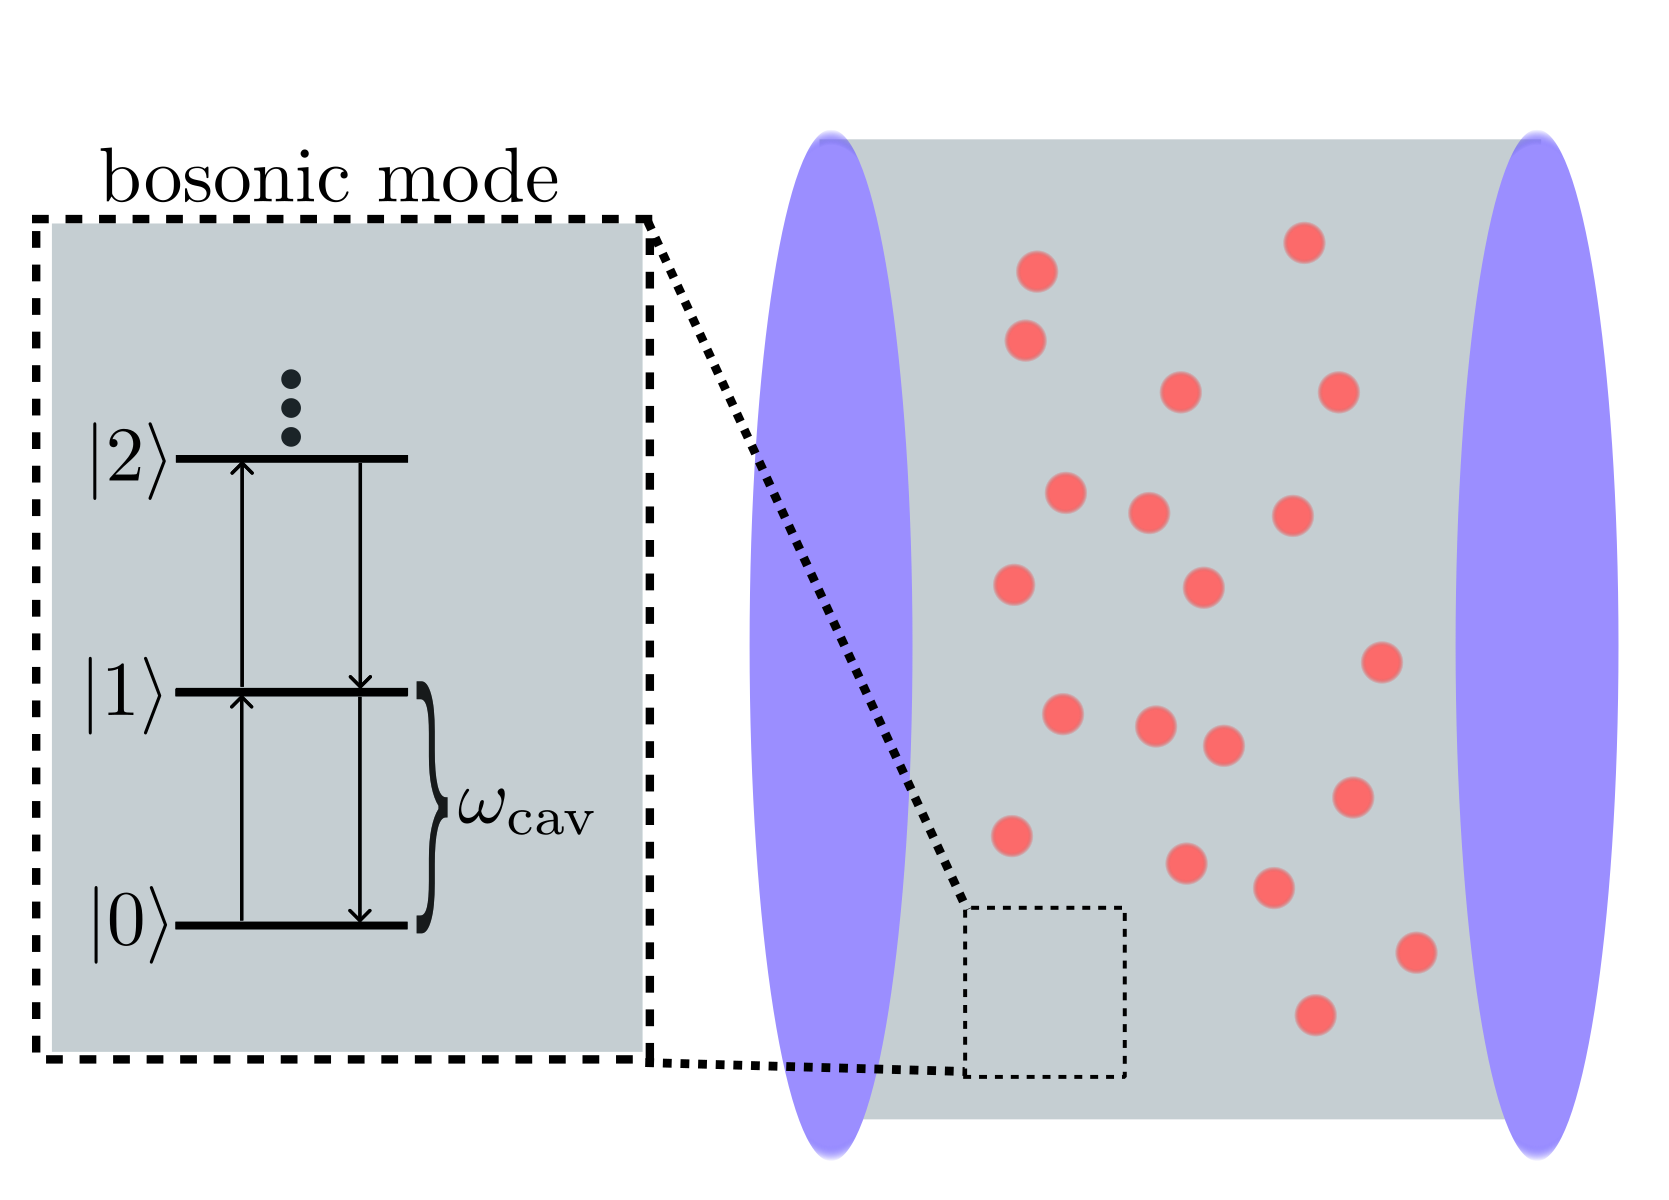 bosonic mode
|2⟩
|1⟩
ω_cav
|0⟩